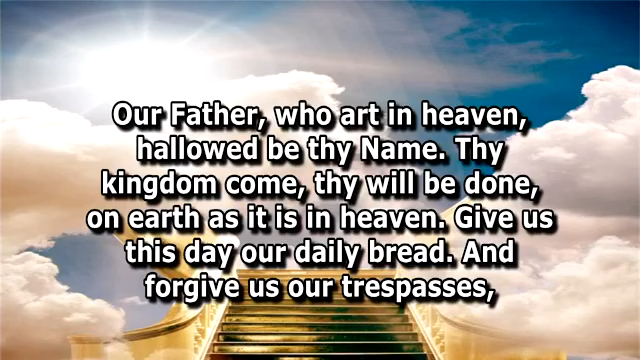 Our Father, who art in heaven,
hallowed be thy Name. Thy
kingdom come, thy will be done,
on earth as it is in heaven. Give us
this day our daily bread. And
forgive us our trespasses,